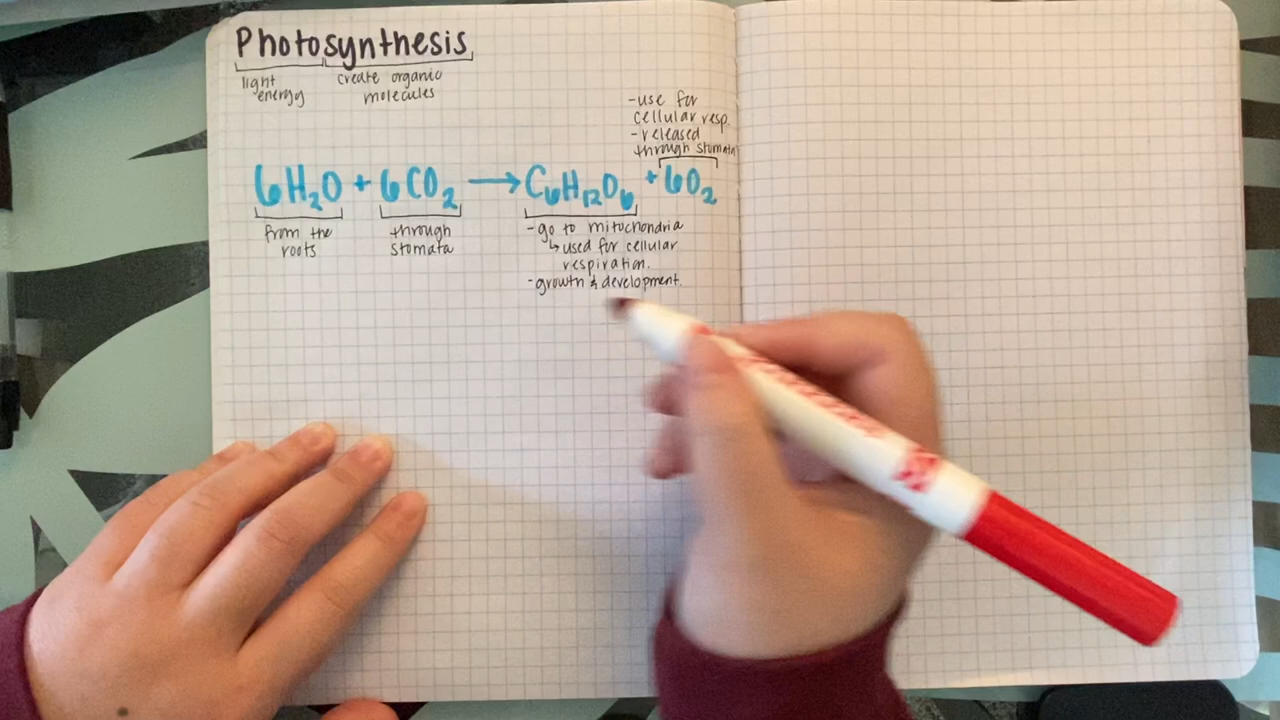 Photosynthesis
light energy
create organic molecules
-use for
cellular resp.
-released
through stomata
6H₂O + 6CO₂ → C₆H₁₂O₆ + 6O₂
from the roots
through stomata
-go to mitochondria
↳used for cellular
respiration.
-growth & development.